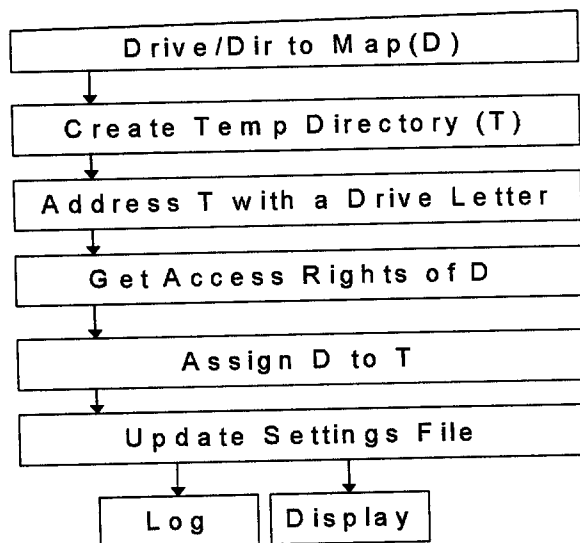 Drive/Dir to Map(D)
Create Temp Directory (T)
Address T with a Drive Letter
Get Access Rights of D
Assign D to T
Update Settings File
Log
Display